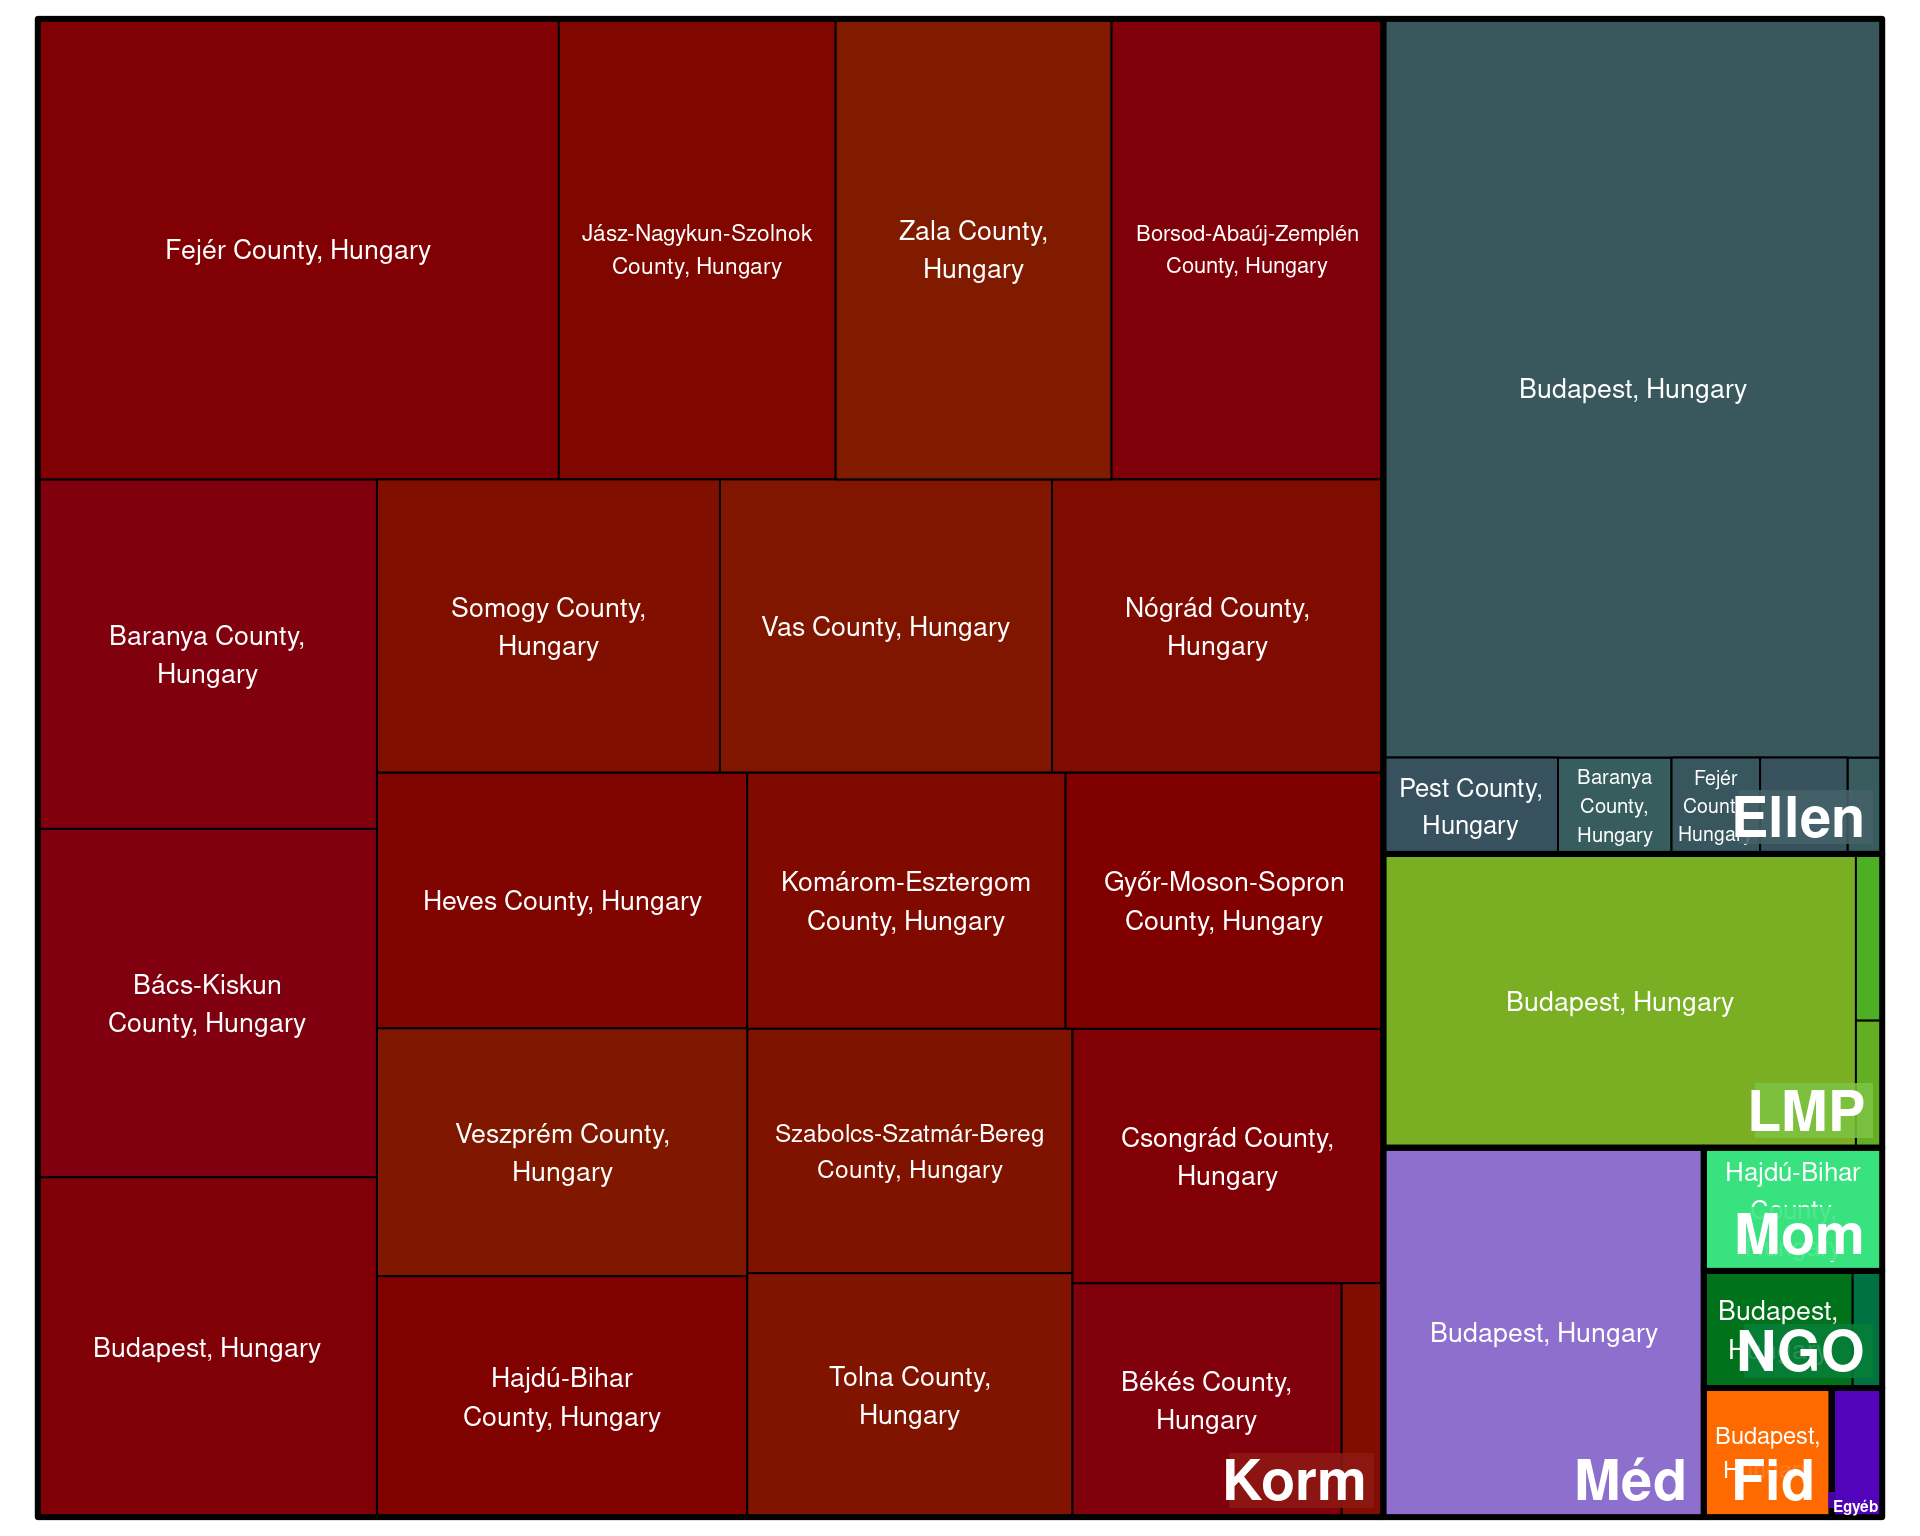 Fejér County, Hungary
Jász-Nagykun-Szolnok
County, Hungary
Zala County,
Hungary
Borsod-Abaúj-Zemplén
County, Hungary
Baranya County,
Hungary
Somogy County,
Hungary
Vas County, Hungary
Nógrád County,
Hungary
Bács-Kiskun
County, Hungary
Heves County, Hungary
Komárom-Esztergom
County, Hungary
Győr-Moson-Sopron
County, Hungary
Budapest, Hungary
Veszprém County,
Hungary
Szabolcs-Szatmár-Bereg
County, Hungary
Csongrád County,
Hungary
Hajdú-Bihar
County, Hungary
Tolna County,
Hungary
Békés County,
Hungary
Korm
Budapest, Hungary
Pest County,
Hungary
Baranya
County,
Hungary
Fejér
County,
Hungary
Ellen
Budapest, Hungary
LMP
Budapest, Hungary
Méd
Hajdú-Bihar
County,
Mom
Budapest,
NGO
Budapest,
Fid
Egyéb